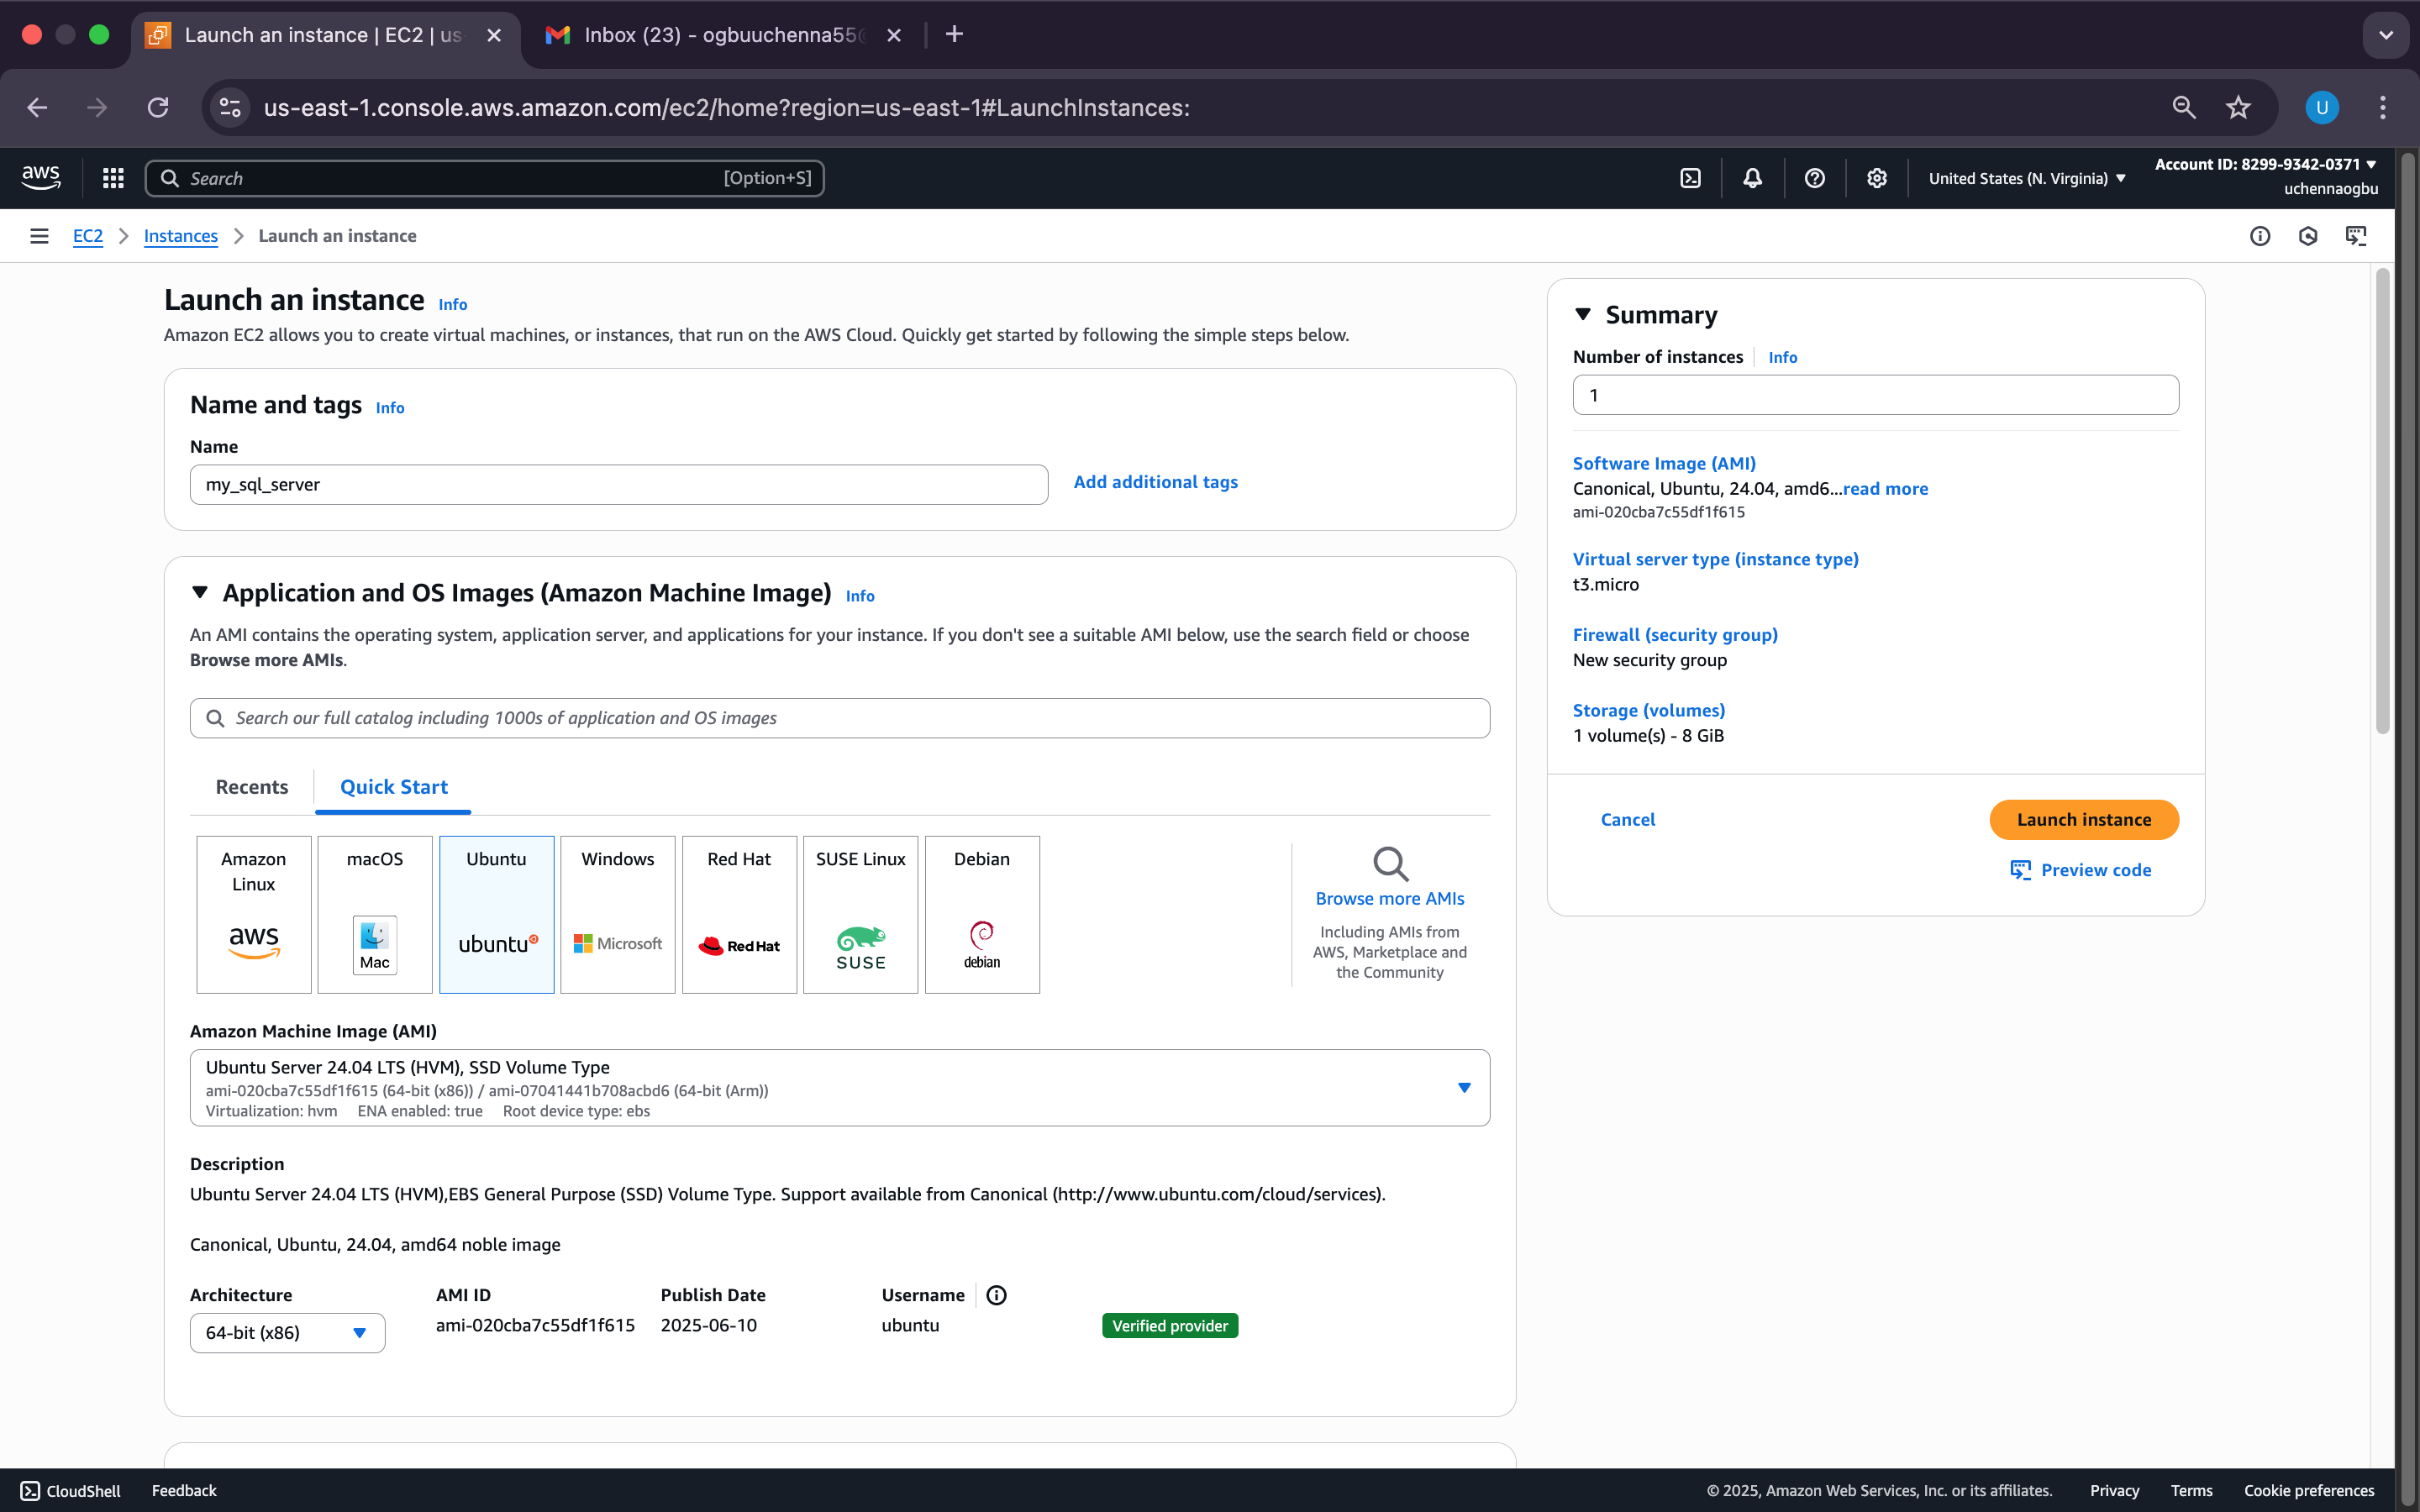 Launch an instance | EC2 | us-
Inbox (23) - ogbuuchenna55@
us-east-1.console.aws.amazon.com/ec2/home?region=us-east-1#LaunchInstances:
U
aws
Search
[Option+S]
United States (N. Virginia)
Account ID: 8299-9342-0371
uchennaogbu
EC2
Instances
Launch an instance
Launch an instance Info
Amazon EC2 allows you to create virtual machines, or instances, that run on the AWS Cloud. Quickly get started by following the simple steps below.
Name and tags Info
Name
my_sql_server
Add additional tags
Application and OS Images (Amazon Machine Image) Info
An AMI contains the operating system, application server, and applications for your instance. If you don't see a suitable AMI below, use the search field or choose
Browse more AMIs.
Search our full catalog including 1000s of application and OS images
Recents
Quick Start
Amazon
Linux
aws
macOS
Mac
Ubuntu
ubuntu
Windows
Microsoft
Red Hat
Red Hat
SUSE Linux
SUSE
Debian
debian
Browse more AMIs
Including AMIs from
AWS, Marketplace and
the Community
Amazon Machine Image (AMI)
Ubuntu Server 24.04 LTS (HVM), SSD Volume Type
ami-020cba7c55df1f615 (64-bit (x86)) / ami-07041441b708acbd6 (64-bit (Arm))
Virtualization: hvm ENA enabled: true Root device type: ebs
Description
Ubuntu Server 24.04 LTS (HVM),EBS General Purpose (SSD) Volume Type. Support available from Canonical (http://www.ubuntu.com/cloud/services).
Canonical, Ubuntu, 24.04, amd64 noble image
Architecture
64-bit (x86)
AMI ID
ami-020cba7c55df1f615
Publish Date
2025-06-10
Username
ubuntu
Verified provider
Summary
Number of instances Info
1
Software Image (AMI)
Canonical, Ubuntu, 24.04, amd6...read more
ami-020cba7c55df1f615
Virtual server type (instance type)
t3.micro
Firewall (security group)
New security group
Storage (volumes)
1 volume(s) - 8 GiB
Cancel
Launch instance
Preview code
CloudShell
Feedback
© 2025, Amazon Web Services, Inc. or its affiliates.
Privacy
Terms
Cookie preferences